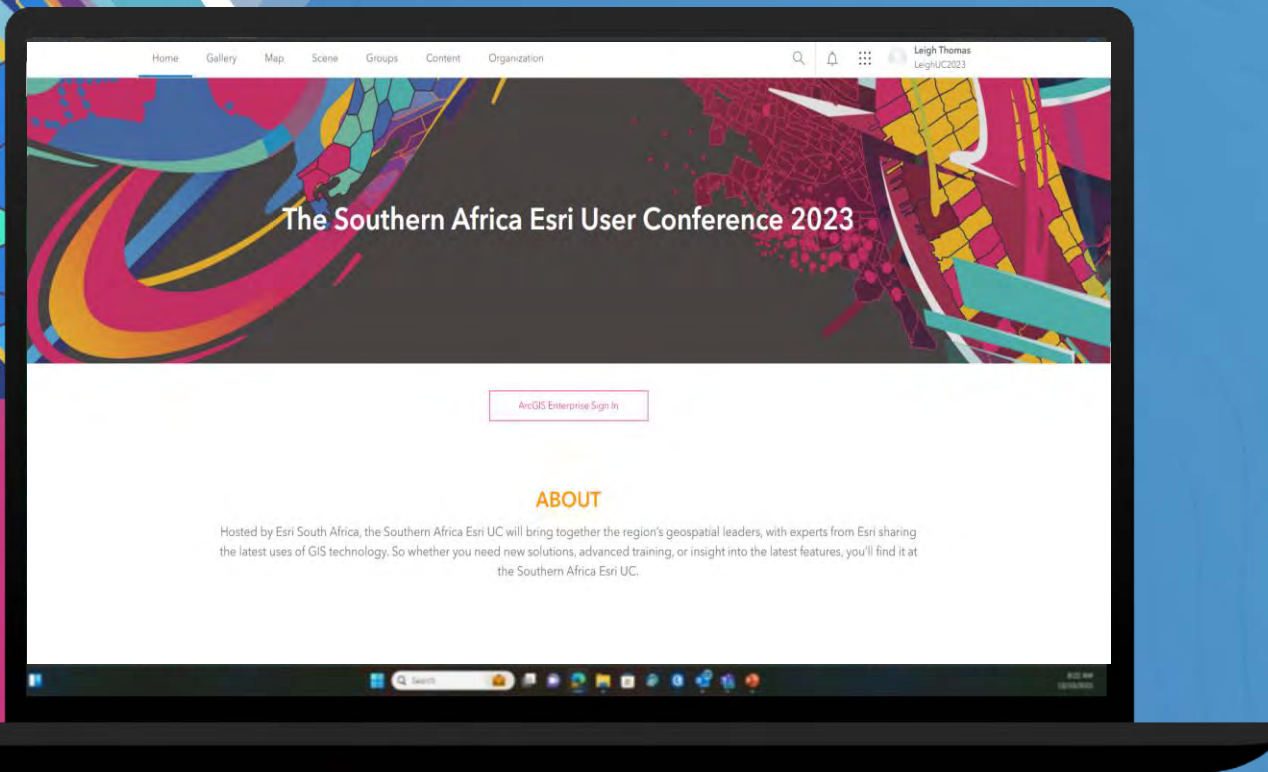 Home Gallery Map Scene Groups Content Organization
Leigh Thomas
LeighUC2023
The Southern Africa Esri User Conference 2023
ArcGIS Enterprise Sign In
ABOUT
Hosted by Esri South Africa, the Southern Africa Esri UC will bring together the region's geospatial leaders, with experts from Esri sharing
the latest uses of GIS technology. So whether you need new solutions, advanced training, or insight into the latest features, you'll find it at
the Southern Africa Esri UC.
Search
8:22 AM